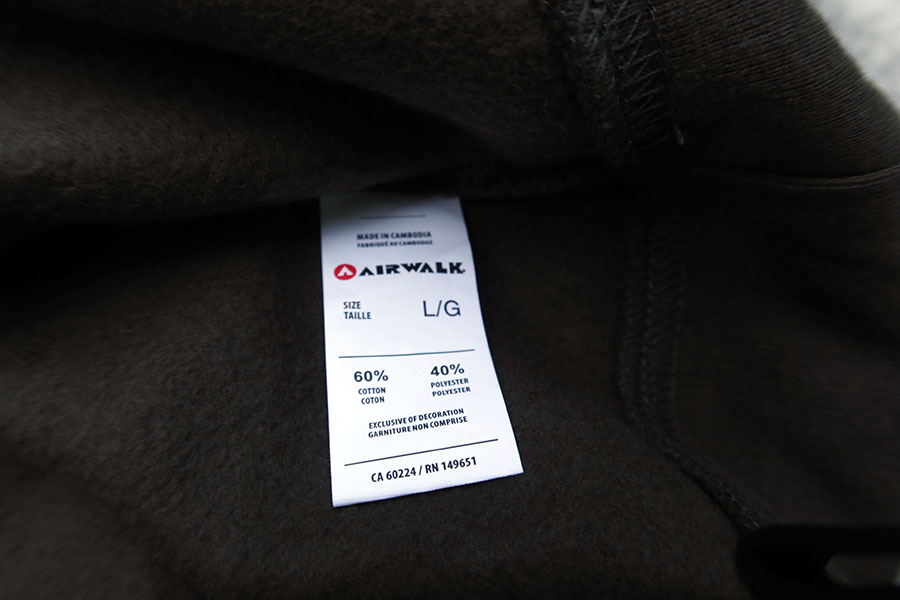 MADE IN CAMBODIA
FABRIQUÉ AU CAMBODGE
AIRWALK
SIZE L/G
TAILLE
60% 40%
COTTON POLYESTER
COTON POLYESTER
EXCLUSIVE OF DECORATION
GARNITURE NON COMPRISE
CA 60224 / RN 149651